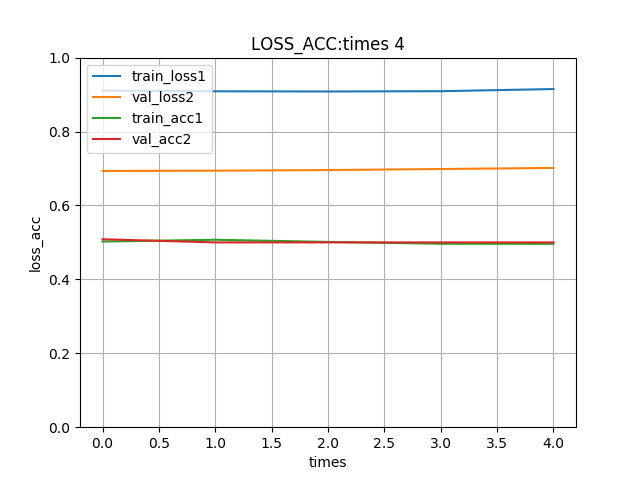 LOSS_ACC:times 4
train_loss1
val_loss2
train_acc1
val_acc2
1.0
0.8
0.6
0.4
0.2
0.0
loss_acc
0.0 0.5 1.0 1.5 2.0 2.5 3.0 3.5 4.0
times